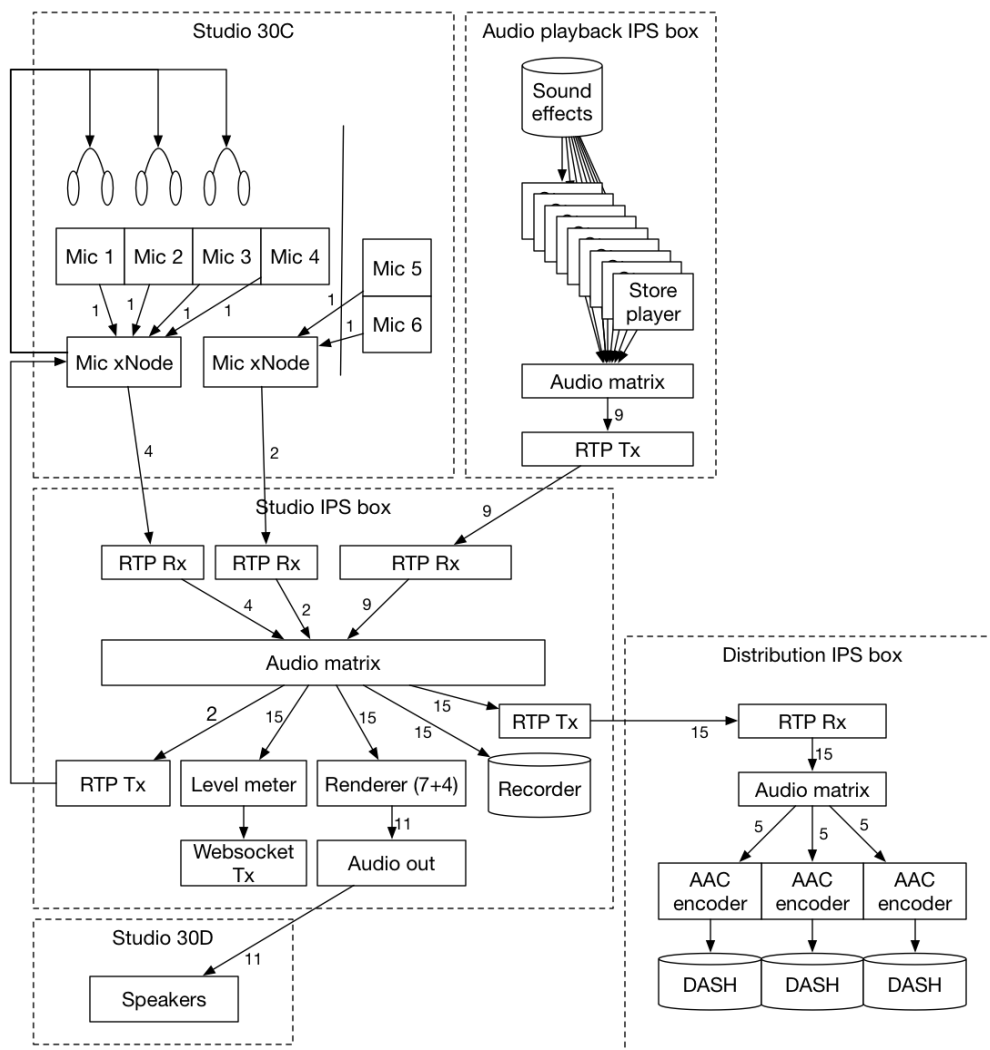 Studio 30C
Audio playback IPS box
Sound
effects
Mic 1
Mic 2
Mic 3
Mic 4
Mic 5
Mic 6
1
1
1
1
1
1
Store
player
Mic xNode
Mic xNode
Audio matrix
9
RTP Tx
4
2
9
Studio IPS box
RTP Rx
RTP Rx
RTP Rx
4
2
9
Audio matrix
2
15
15
15
15
RTP Tx
Level meter
Renderer (7+4)
Recorder
RTP Tx
15
Websocket
Tx
11
Audio out
Studio 30D
11
Speakers
Distribution IPS box
RTP Rx
15
Audio matrix
5
5
5
AAC
encoder
AAC
encoder
AAC
encoder
DASH
DASH
DASH